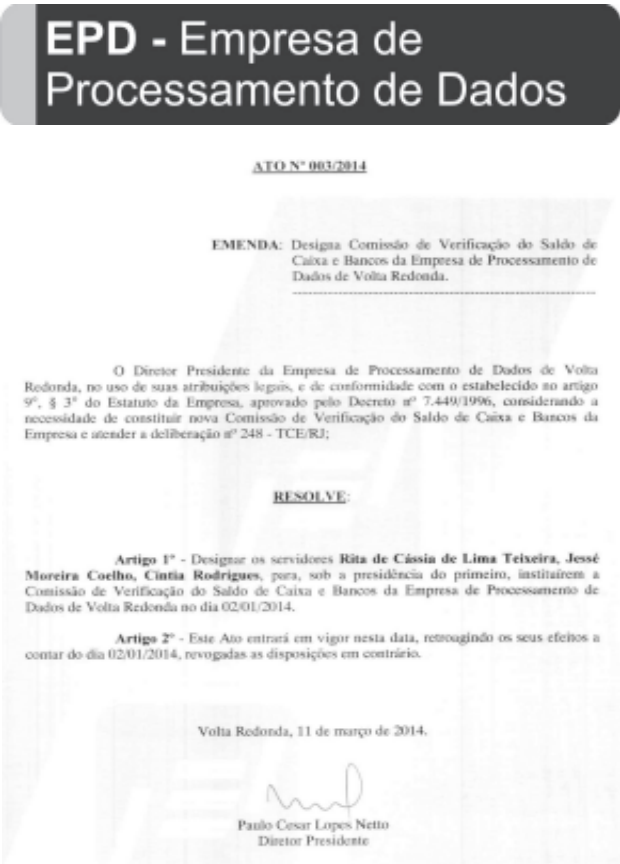 EPD - Empresa de
Processamento de Dados
ATO Nº 003/2014
EMENDA: Designa Comissão de Verificação do Saldo de
Caixa e Bancos da Empresa de Processamento de
Dados de Volta Redonda.
O Diretor Presidente da Empresa de Processamento de Dados de Volta
Redonda, no uso de suas atribuições legais, e de conformidade com o estabelecido no artigo
9º, § 3º do Estatuto da Empresa, aprovado pelo Decreto nº 7.449/1996, considerando a
necessidade de constituir nova Comissão de Verificação do Saldo de Caixa e Bancos da
Empresa e atender a deliberação nº 248 - TCE/RJ;
RESOLVE:
Artigo 1º - Designar os servidores Rita de Cássia de Lima Teixeira, Jessé
Moreira Coelho, Cíntia Rodrigues, para, sob a presidência do primeiro, instituírem a
Comissão de Verificação do Saldo de Caixa e Bancos da Empresa de Processamento de
Dados de Volta Redonda no dia 02/01/2014.
Artigo 2º - Este Ato entrará em vigor nesta data, retroagindo os seus efeitos a
contar do dia 02/01/2014, revogadas as disposições em contrário.
Volta Redonda, 11 de março de 2014.
Paulo Cesar Lopes Netto
Diretor Presidente